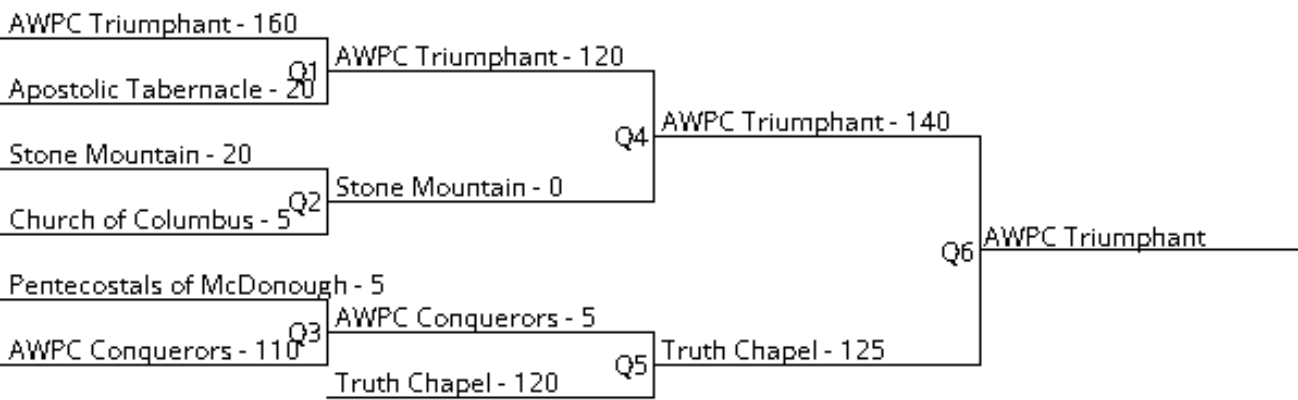 AWPC Triumphant - 160
Q1
Apostolic Tabernacle - 20
AWPC Triumphant - 120
Q4
Stone Mountain - 20
Q2
Church of Columbus - 5
Stone Mountain - 0
AWPC Triumphant - 140
Q6
AWPC Triumphant
Pentecostals of McDonough - 5
Q3
AWPC Conquerors - 110
AWPC Conquerors - 5
Q5
Truth Chapel - 120
Truth Chapel - 125